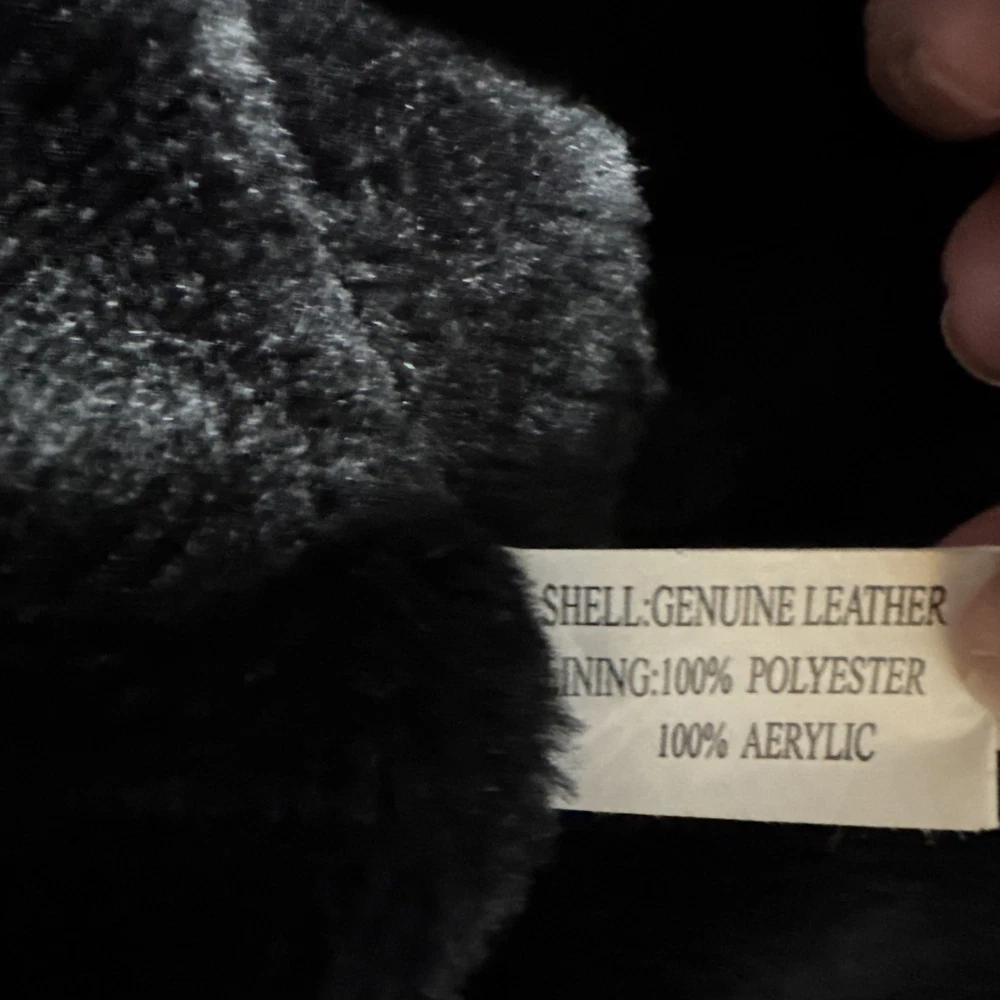 SHELL:GENUINE LEATHER
INING:100% POLYESTER
100% AERYLIC